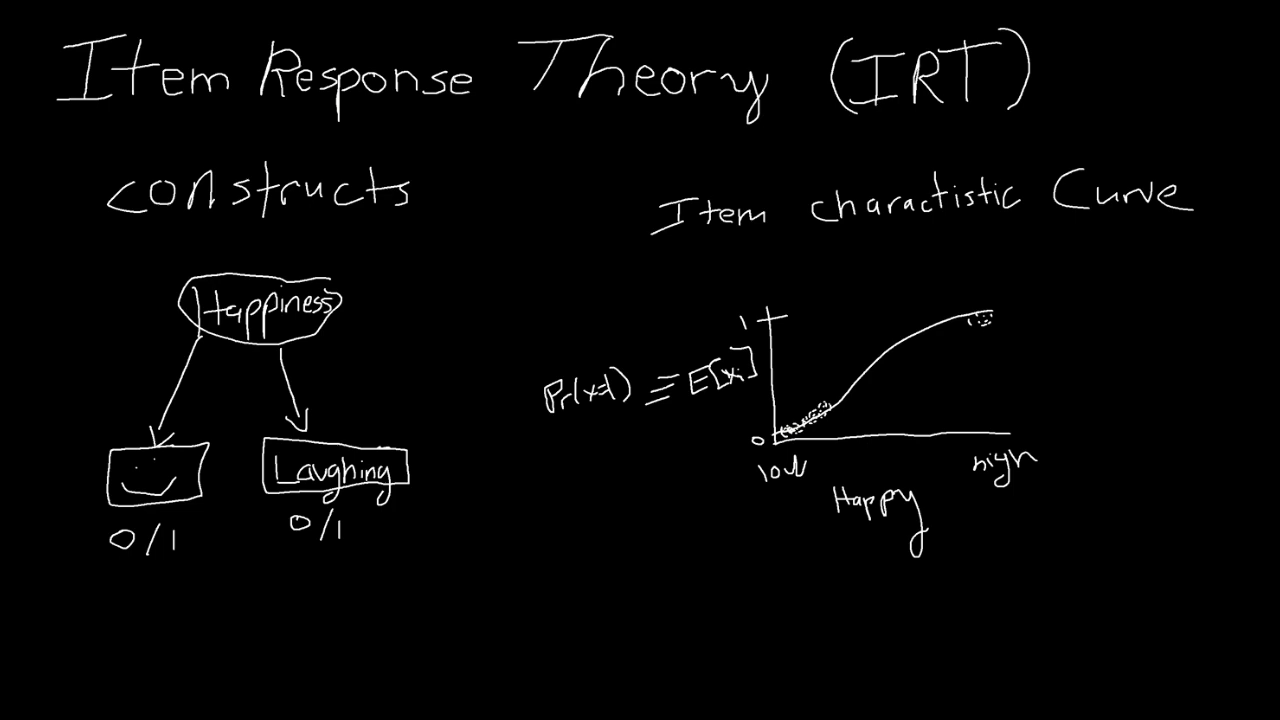 Item Response Theory (IRT)
constructs
Item charactistic Curve
Happiness
Laughing
0/1
0/1
1
Pr(x=1) ≡ E[xi]
0
low
high
Happy